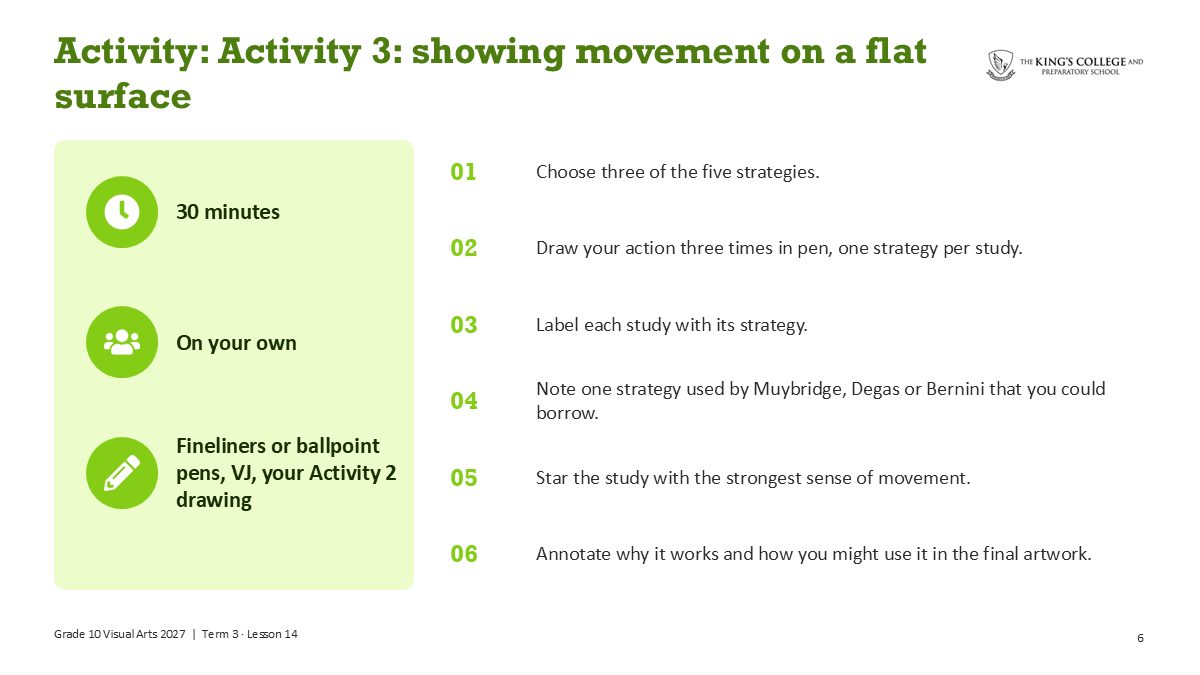 Activity: Activity 3: showing movement on a flat
surface
THE KING'S COLLEGE AND
PREPARATORY SCHOOL
30 minutes
On your own
Fineliners or ballpoint
pens, VJ, your Activity 2
drawing
01 Choose three of the five strategies.
02 Draw your action three times in pen, one strategy per study.
03 Label each study with its strategy.
04 Note one strategy used by Muybridge, Degas or Bernini that you could
borrow.
05 Star the study with the strongest sense of movement.
06 Annotate why it works and how you might use it in the final artwork.
Grade 10 Visual Arts 2027 | Term 3 · Lesson 14
6